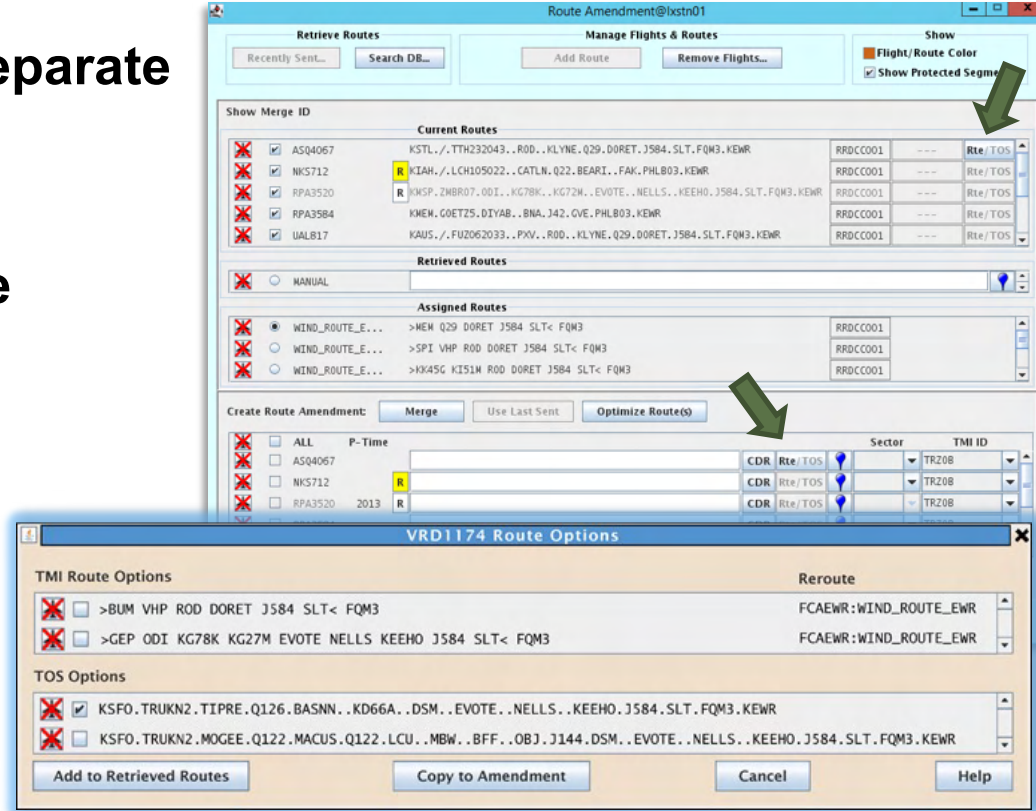 eparate
e
Route Amendment@lxstn01
Retrieve Routes
Manage Flights & Routes
Show
Recently Sent...
Search DB...
Add Route
Remove Flights...
Flight/Route Color
Show Protected Segme
Show Merge ID
Current Routes
ASQ4067 KSTL./.TTH232043..ROD..KLYNE.Q29.DORET.J584.SLT.FQM3.KEWR RRDCC001 --- Rte/TOS
NKS712 R KIAH./.LCH105022..CATLN.Q22.BEARI..FAK.PHLBO3.KEWR RRDCC001 --- Rte/TOS
RPA3520 R KMSP.ZMBRO7.ODI..KG78K..KG72M..EVOTE..NELLS..KEEHO.J584.SLT.FQM3.KEWR RRDCC001 --- Rte/TOS
RPA3584 KMEM.GOETZ5.DIYAB..BNA.J42.GVE.PHLBO3.KEWR RRDCC001 --- Rte/TOS
UAL817 KAUS./.FUZ062033..PXV..ROD..KLYNE.Q29.DORET.J584.SLT.FQM3.KEWR RRDCC001 --- Rte/TOS
Retrieved Routes
MANUAL
Assigned Routes
WIND_ROUTE_E... >MEM Q29 DORET J584 SLT< FQM3 RRDCC001
WIND_ROUTE_E... >SPI VHP ROD DORET J584 SLT< FQM3 RRDCC001
WIND_ROUTE_E... >KK45G KI51M ROD DORET J584 SLT< FQM3 RRDCC001
Create Route Amendment: Merge Use Last Sent Optimize Route(s)
ALL P-Time Sector TMI ID
ASQ4067 CDR Rte/TOS TRZOB
NKS712 R CDR Rte/TOS TRZOB
RPA3520 2013 R CDR Rte/TOS TRZOB
VRD1174 Route Options
TMI Route Options Reroute
>BUM VHP ROD DORET J584 SLT< FQM3 FCAEWR:WIND_ROUTE_EWR
>GEP ODI KG78K KG27M EVOTE NELLS KEEHO J584 SLT< FQM3 FCAEWR:WIND_ROUTE_EWR
TOS Options
KSFO.TRUKN2.TIPRE.Q126.BASNN..KD66A..DSM..EVOTE..NELLS..KEEHO.J584.SLT.FQM3.KEWR
KSFO.TRUKN2.MOGEE.Q122.MACUS.Q122.LCU..MBW..BFF..OBJ.J144.DSM..EVOTE..NELLS..KEEHO.J584.SLT.FQM3.KEWR
Add to Retrieved Routes
Copy to Amendment
Cancel
Help